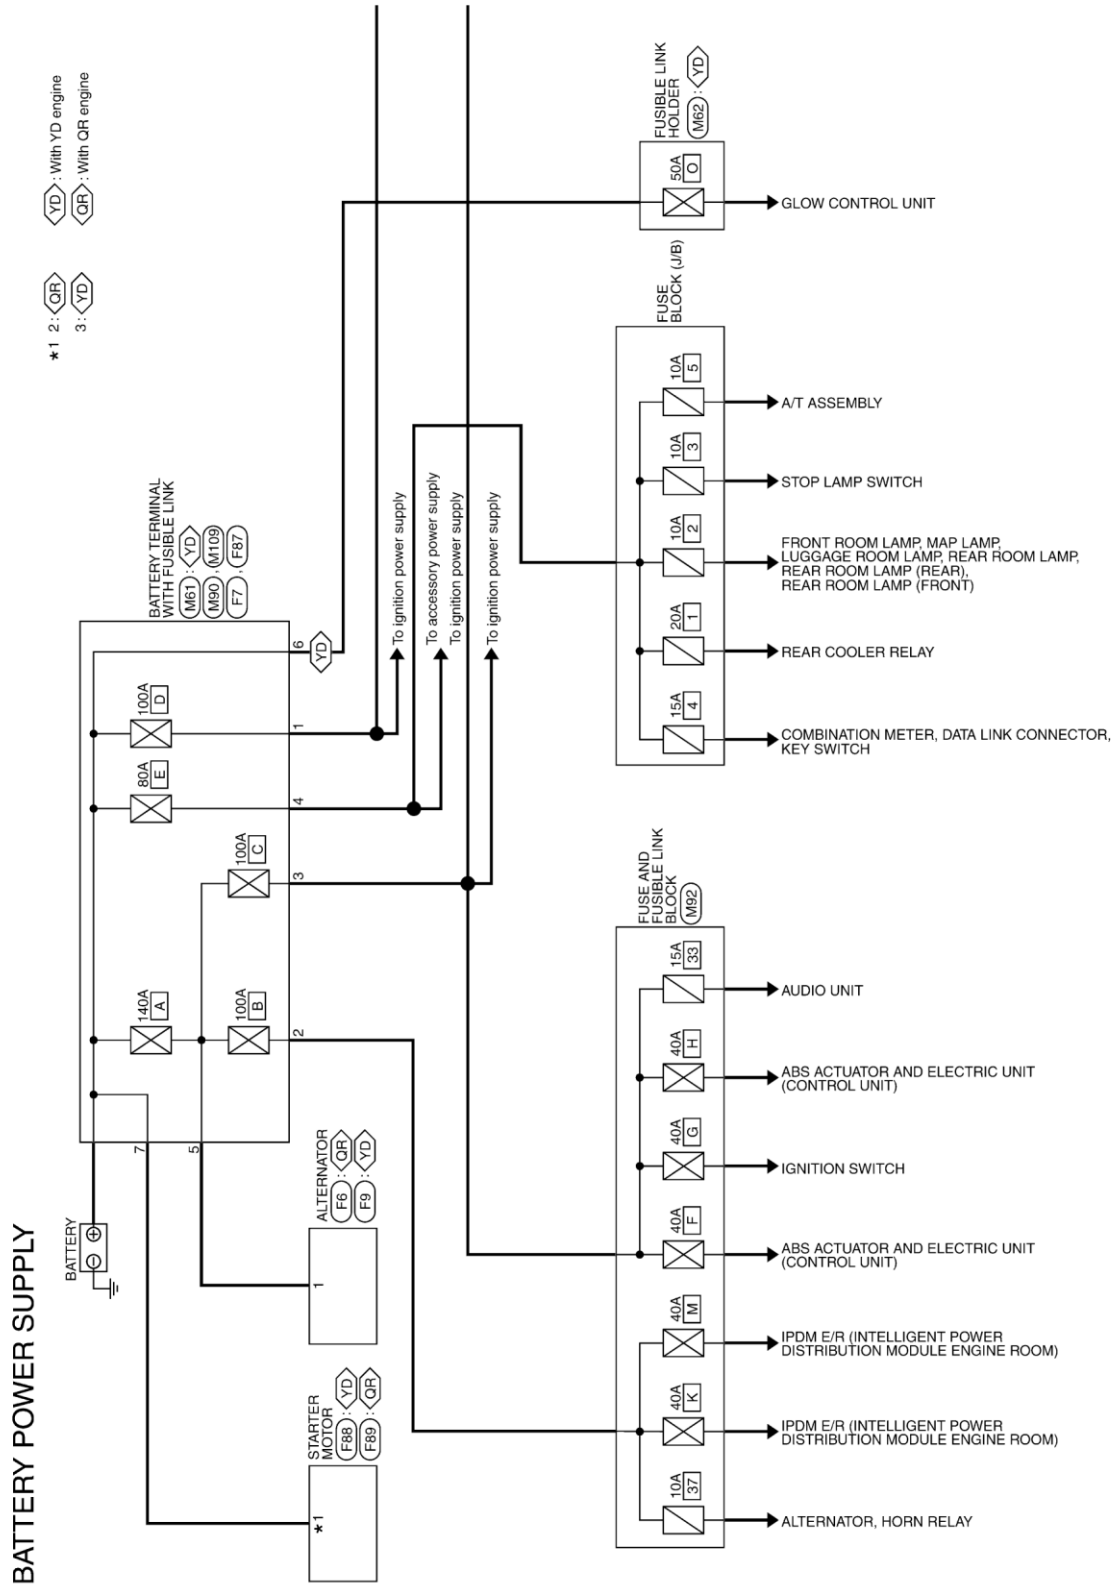 BATTERY POWER SUPPLY
*1 2 : QR
3 : YD
YD : With YD engine
QR : With QR engine
BATTERY
BATTERY TERMINAL
WITH FUSIBLE LINK
M61 : YD
M90 , M109
F7 , F87
140A
A
100A
B
100A
C
80A
E
100A
D
7
5
2
3
4
1
6
YD
To ignition power supply
To accessory power supply
To ignition power supply
To ignition power supply
STARTER
MOTOR
F88 : YD
F89 : QR
*1
ALTERNATOR
F6 : QR
F9 : YD
1
FUSE AND
FUSIBLE LINK
BLOCK
M92
10A
37
40A
K
40A
M
40A
F
40A
G
40A
H
15A
33
FUSE
BLOCK (J/B)
15A
4
20A
1
10A
2
10A
3
10A
5
FUSIBLE LINK
HOLDER
M62 : YD
50A
O
GLOW CONTROL UNIT
A/T ASSEMBLY
STOP LAMP SWITCH
FRONT ROOM LAMP, MAP LAMP,
LUGGAGE ROOM LAMP, REAR ROOM LAMP,
REAR ROOM LAMP (REAR),
REAR ROOM LAMP (FRONT)
REAR COOLER RELAY
COMBINATION METER, DATA LINK CONNECTOR,
KEY SWITCH
AUDIO UNIT
ABS ACTUATOR AND ELECTRIC UNIT
(CONTROL UNIT)
IGNITION SWITCH
ABS ACTUATOR AND ELECTRIC UNIT
(CONTROL UNIT)
IPDM E/R (INTELLIGENT POWER
DISTRIBUTION MODULE ENGINE ROOM)
IPDM E/R (INTELLIGENT POWER
DISTRIBUTION MODULE ENGINE ROOM)
ALTERNATOR, HORN RELAY